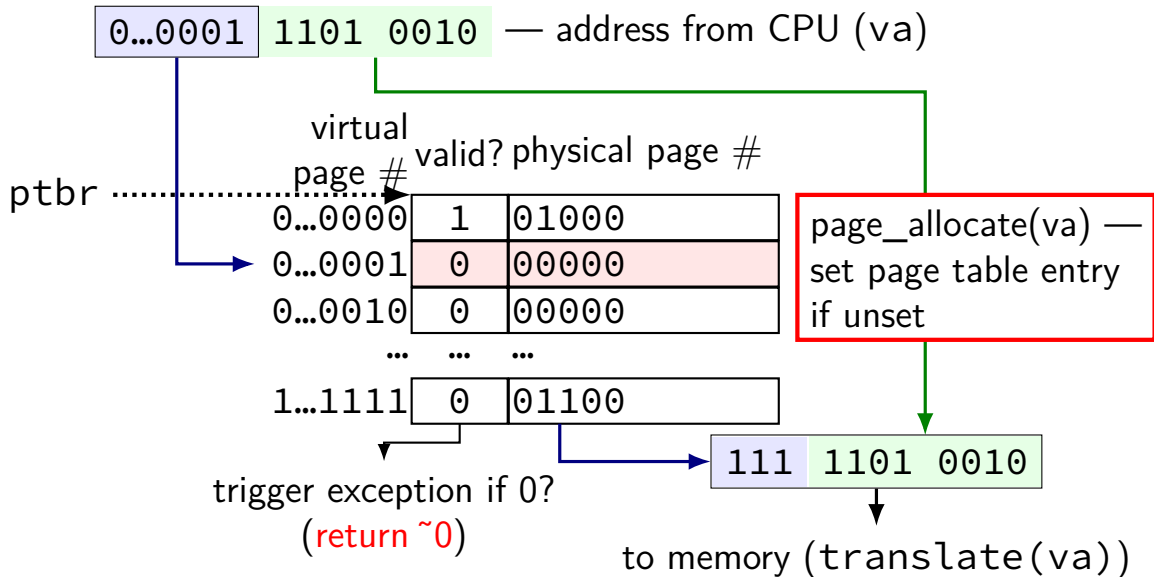 0…0001 1101 0010 — address from CPU (va)
virtual
page #
valid? physical page #
ptbr
0…0000 1 01000
0…0001 0 00000
0…0010 0 00000
… … …
1…1111 0 01100
page_allocate(va) —
set page table entry
if unset
trigger exception if 0?
(return ~0)
111 1101 0010
to memory (translate(va))